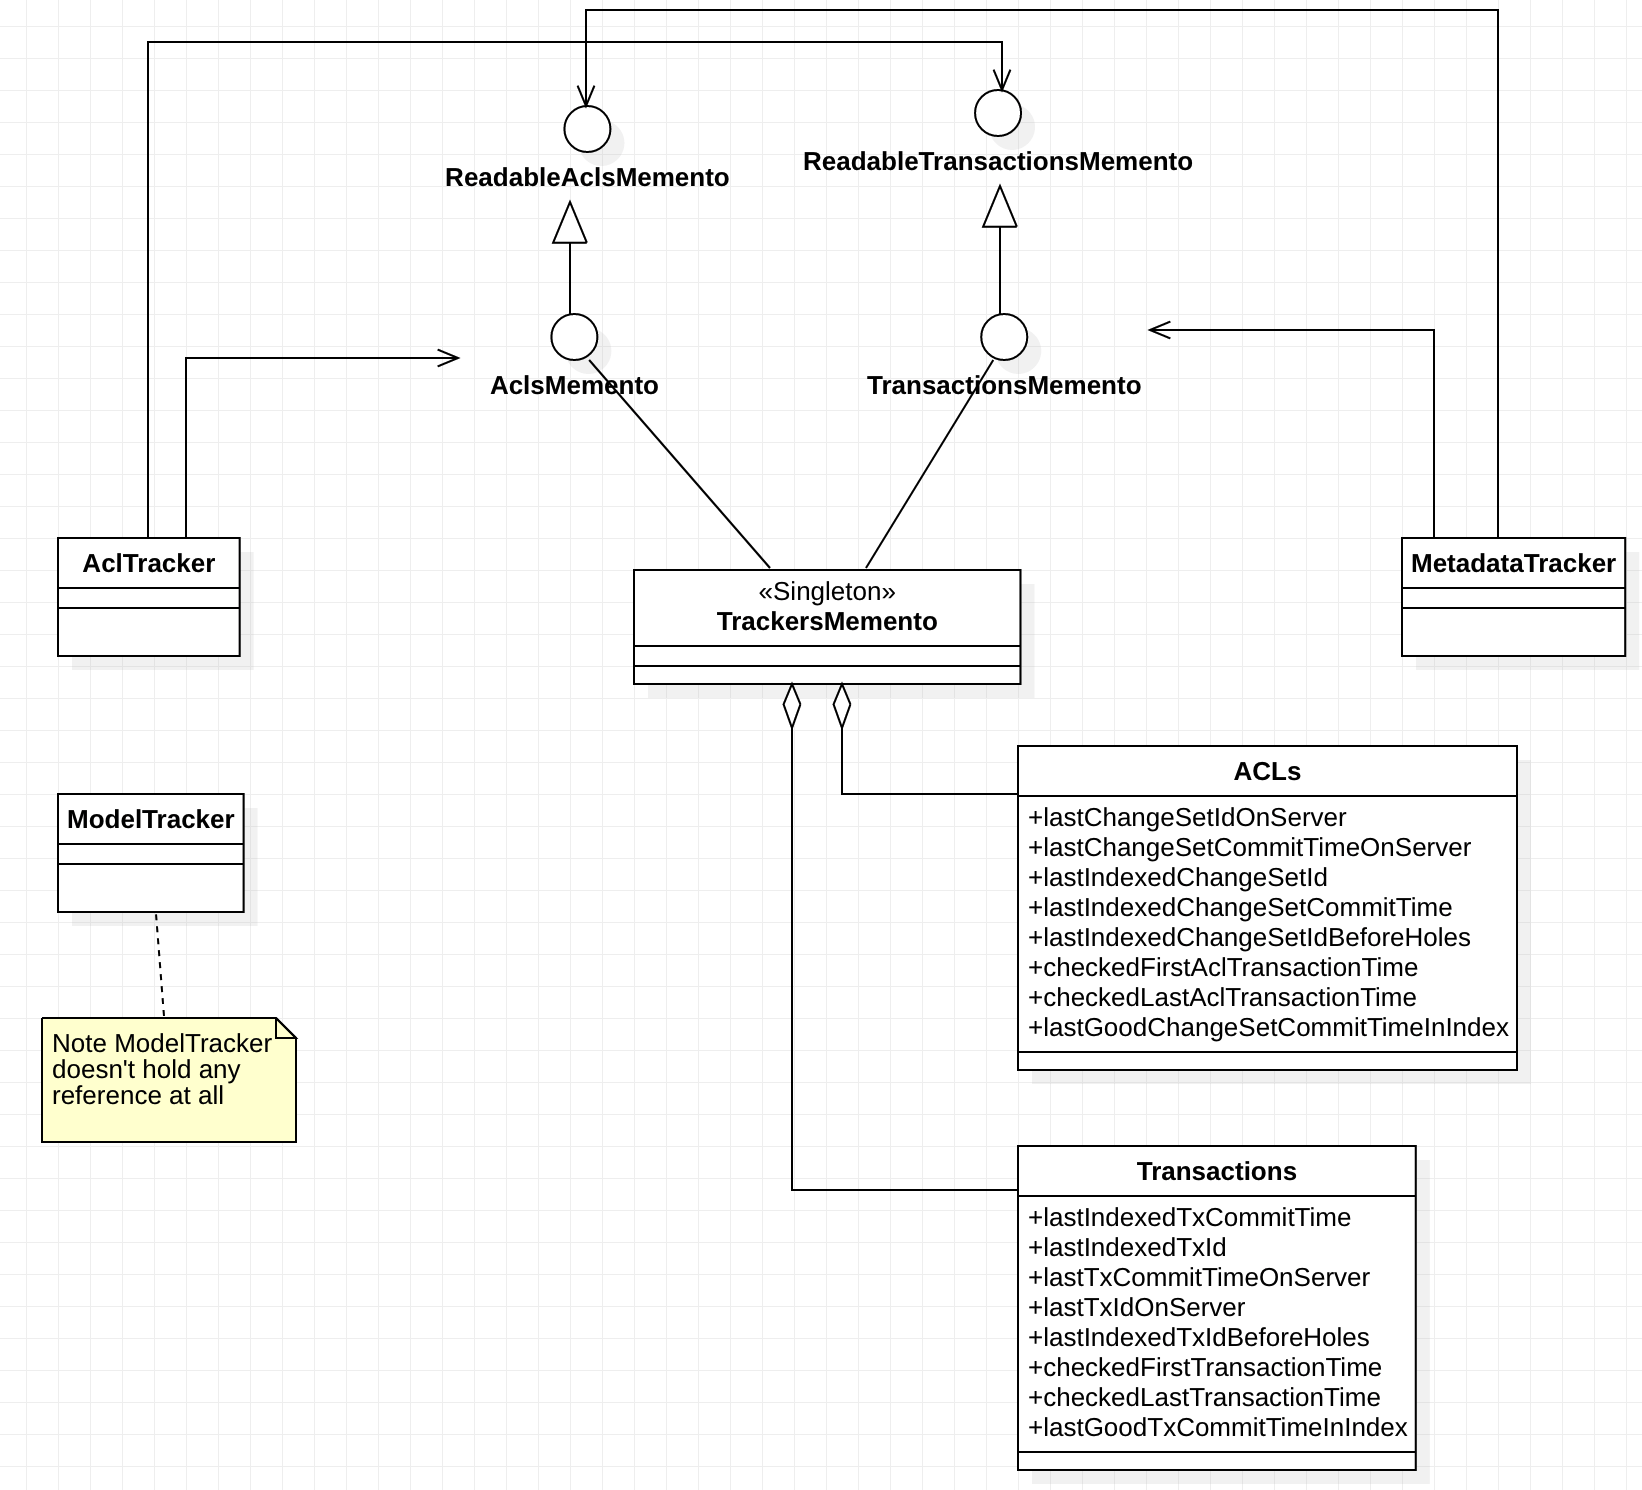 ReadableAclsMemento
ReadableTransactionsMemento
AclsMemento
TransactionsMemento
AclTracker
«Singleton»
TrackersMemento
MetadataTracker
ModelTracker
Note ModelTracker
doesn't hold any
reference at all
ACLs
+lastChangeSetIdOnServer
+lastChangeSetCommitTimeOnServer
+lastIndexedChangeSetId
+lastIndexedChangeSetCommitTime
+lastIndexedChangeSetIdBeforeHoles
+checkedFirstAclTransactionTime
+checkedLastAclTransactionTime
+lastGoodChangeSetCommitTimeInIndex
Transactions
+lastIndexedTxCommitTime
+lastIndexedTxId
+lastTxCommitTimeOnServer
+lastTxIdOnServer
+lastIndexedTxIdBeforeHoles
+checkedFirstTransactionTime
+checkedLastTransactionTime
+lastGoodTxCommitTimeInIndex